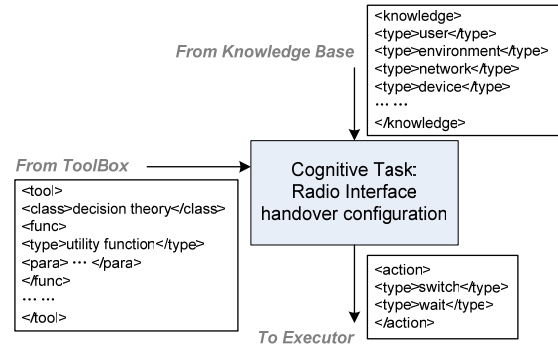 From Knowledge Base
<knowledge>
<type>user</type>
<type>environment</type>
<type>network</type>
<type>device</type>
… …
</knowledge>
From ToolBox
<tool>
<class>decision theory</class>
<func>
<type>utility function</type>
<para> … </para>
</func>
… …
</tool>
Cognitive Task:
Radio Interface
handover configuration
<action>
<type>switch</type>
<type>wait</type>
</action>
To Executor